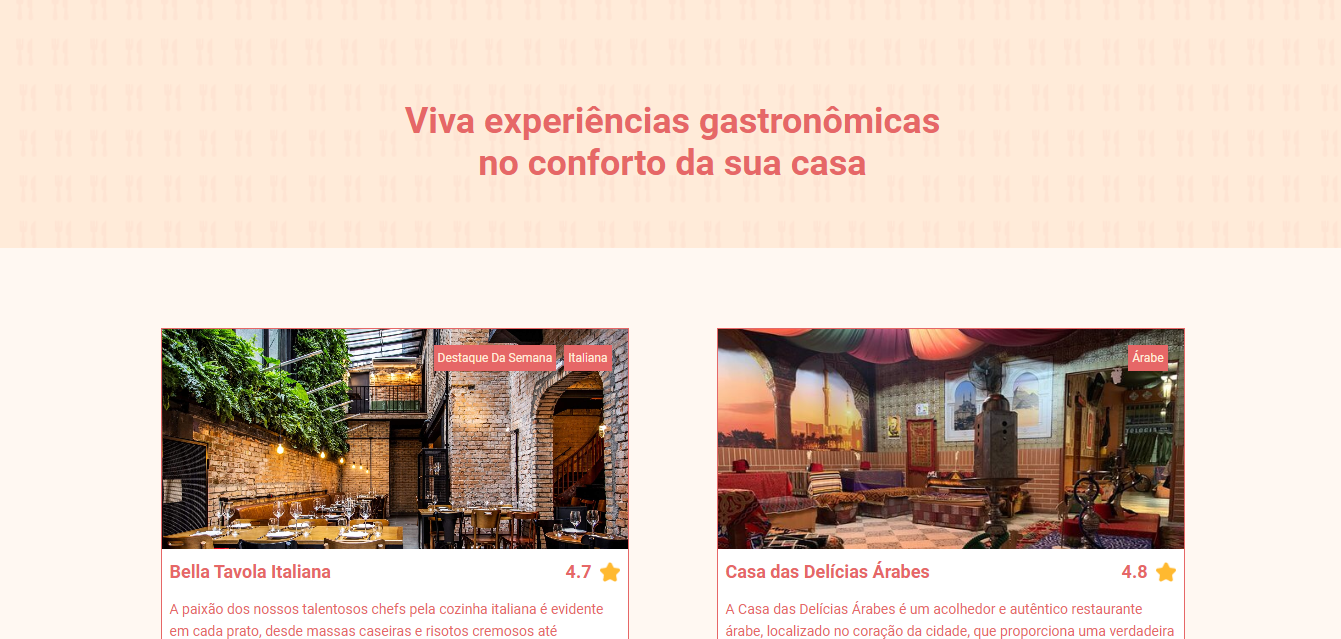 Viva experiências gastronômicas
no conforto da sua casa
Destaque Da Semana
Italiana
Árabe
Bella Tavola Italiana
4.7
Casa das Delícias Árabes
4.8
A paixão dos nossos talentosos chefs pela cozinha italiana é evidente
em cada prato, desde massas caseiras e risotos cremosos até
A Casa das Delícias Árabes é um acolhedor e autêntico restaurante
árabe, localizado no coração da cidade, que proporciona uma verdadeira